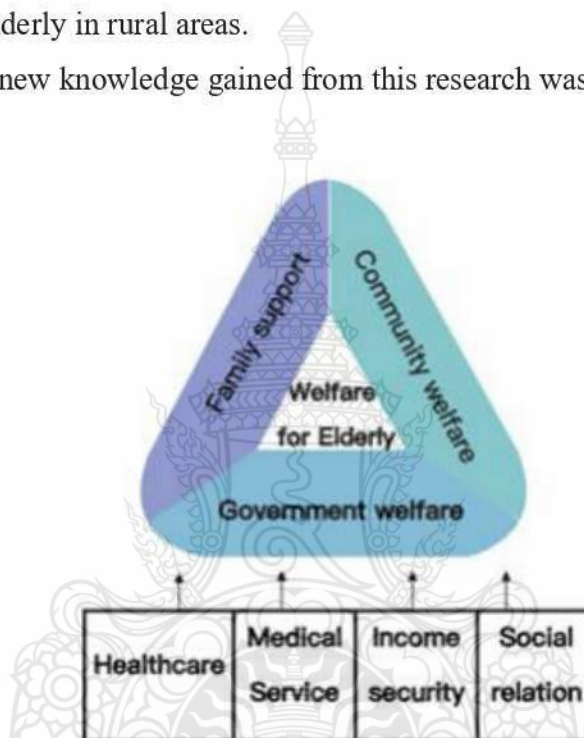 derly in rural areas.
new knowledge gained from this research was
Family support
Community welfare
Welfare
for Elderly
Government welfare
Healthcare
Medical
Service
Income
security
Social
relation